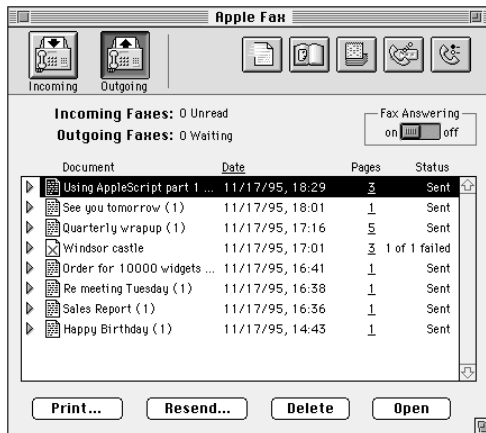 Apple Fax
Incoming Outgoing
Incoming Faxes: 0 Unread
Outgoing Faxes: 0 Waiting
Fax Answering
on off
Document Date Pages Status
Using AppleScript part 1 ... 11/17/95, 18:29 3 Sent
See you tomorrow (1) 11/17/95, 18:01 1 Sent
Quarterly wrapup (1) 11/17/95, 17:16 5 Sent
Windsor castle 11/17/95, 17:01 3 1 of 1 failed
Order for 10000 widgets ... 11/17/95, 16:41 1 Sent
Re meeting Tuesday (1) 11/17/95, 16:38 1 Sent
Sales Report (1) 11/17/95, 16:36 1 Sent
Happy Birthday (1) 11/17/95, 14:43 1 Sent
Print... Resend... Delete Open